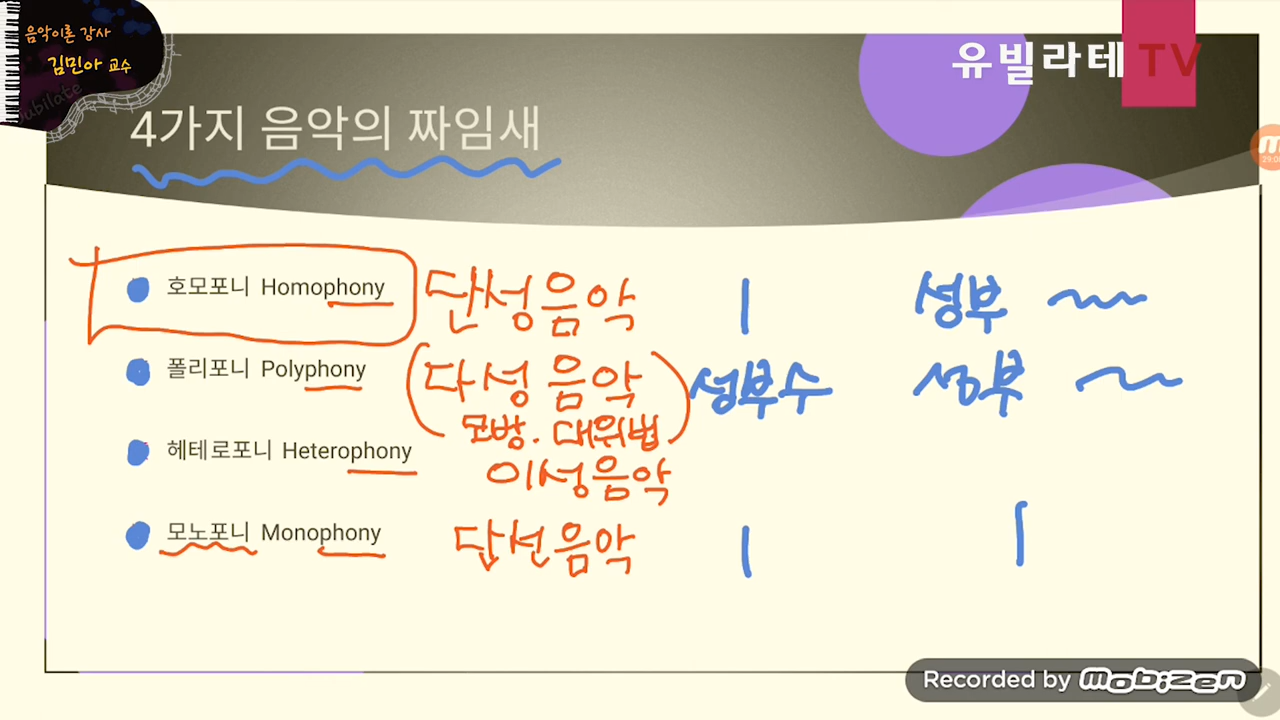 음악이론 강사
김민아 교수
Jubilate
유빌라테 TV
4가지 음악의 짜임새
29:0
호모포니 Homophony 단성음악 1 성부
폴리포니 Polyphony (다성음악) 성부수 성부
모방. 대위법
헤테로포니 Heterophony
이성음악
모노포니 Monophony 단선음악 1 1
Recorded by mobizen